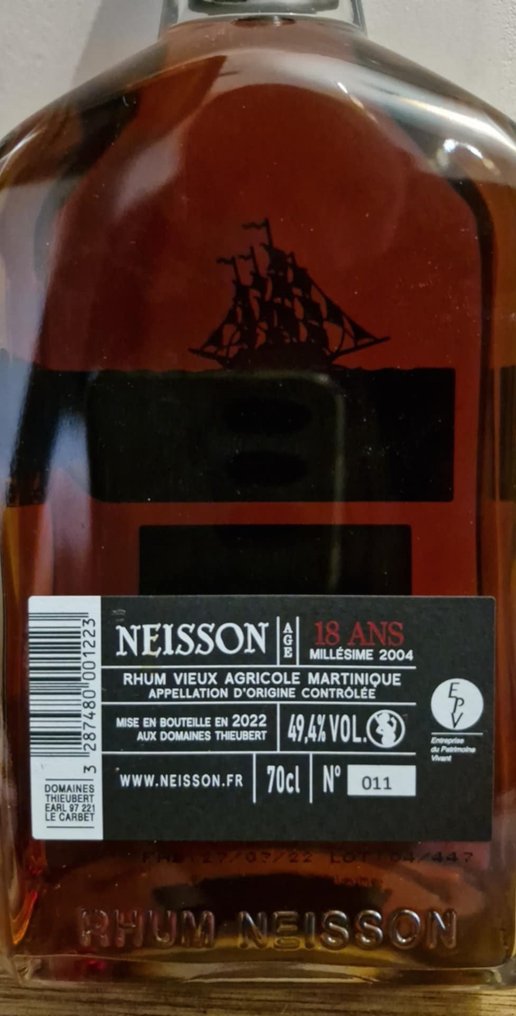 NEISSON
AGE
18 ANS
MILLÉSIME 2004
RHUM VIEUX AGRICOLE MARTINIQUE
APPELLATION D'ORIGINE CONTRÔLÉE
MISE EN BOUTEILLE EN 2022
AUX DOMAINES THIEUBERT
49,4% VOL.
WWW.NEISSON.FR
70cl
N° 011
EPV
Entreprise
du Patrimoine
Vivant
3 287480 001223
DOMAINES
THIEUBERT
EARL 97 221
LE CARBET
04/447
RHUM NEISSON